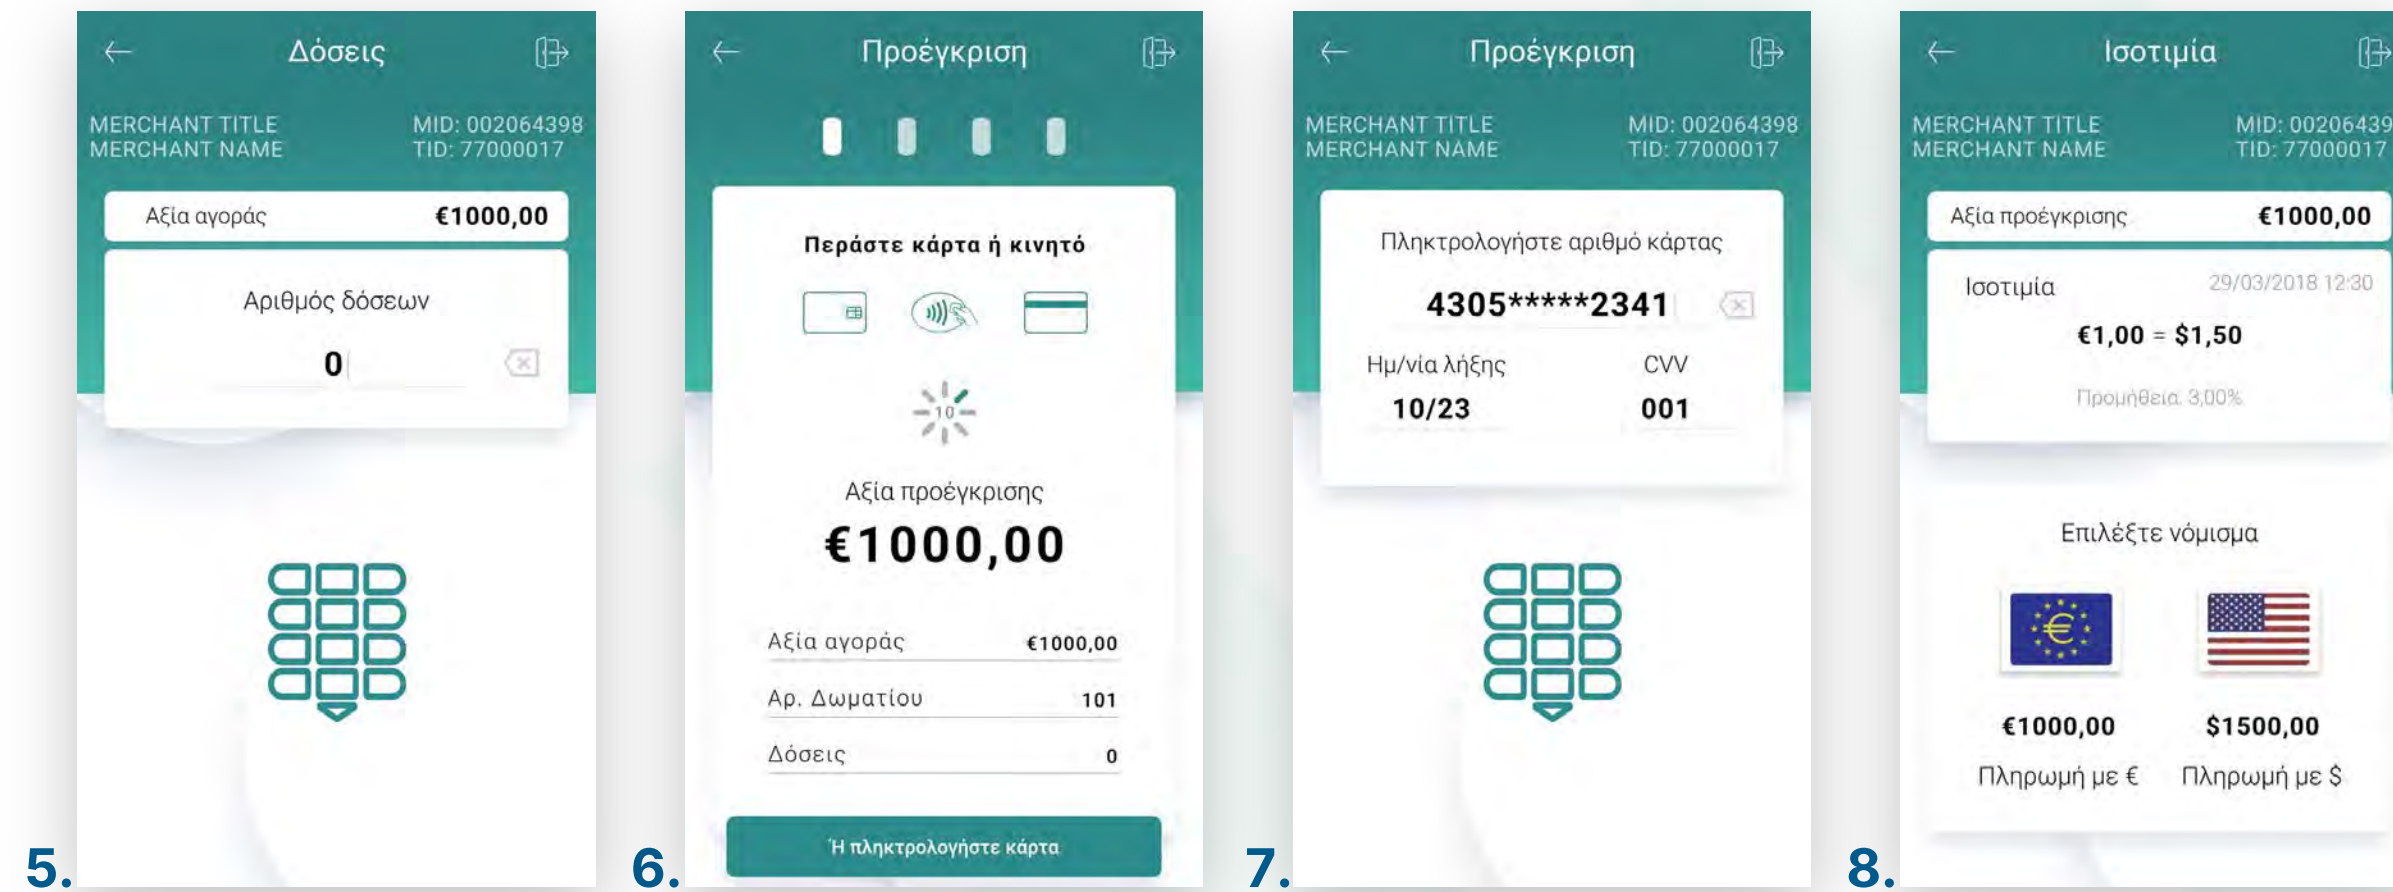 Δόσεις
MERCHANT TITLE MID: 002064398
MERCHANT NAME TID: 77000017
Αξία αγοράς €1000,00
Αριθμός δόσεων
0
5.
Προέγκριση
Περάστε κάρτα ή κινητό
10
Αξία προέγκρισης
€1000,00
Αξία αγοράς €1000,00
Αρ. Δωματίου 101
Δόσεις 0
Ή πληκτρολογήστε κάρτα
6.
Προέγκριση
MERCHANT TITLE MID: 002064398
MERCHANT NAME TID: 77000017
Πληκτρολογήστε αριθμό κάρτας
4305*****2341
Ημ/νία λήξης CVV
10/23 001
7.
Ισοτιμία
MERCHANT TITLE MID: 00206439
MERCHANT NAME TID: 77000017
Αξία προέγκρισης €1000,00
Ισοτιμία 29/03/2018 12:30
€1,00 = $1,50
Προμήθεια: 3,00%
Επιλέξτε νόμισμα
€1000,00 $1500,00
Πληρωμή με € Πληρωμή με $
8.